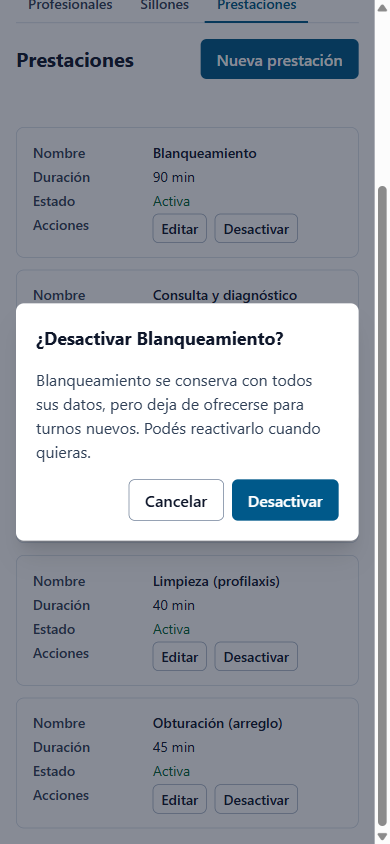 Profesionales Sillones Prestaciones
Prestaciones Nueva prestación
Nombre Blanqueamiento
Duración 90 min
Estado Activa
Acciones Editar Desactivar
Nombre Consulta y diagnóstico
¿Desactivar Blanqueamiento?
Blanqueamiento se conserva con todos
sus datos, pero deja de ofrecerse para
turnos nuevos. Podés reactivarlo cuando
quieras.
Cancelar Desactivar
Nombre Limpieza (profilaxis)
Duración 40 min
Estado Activa
Acciones Editar Desactivar
Nombre Obturación (arreglo)
Duración 45 min
Estado Activa
Acciones Editar Desactivar